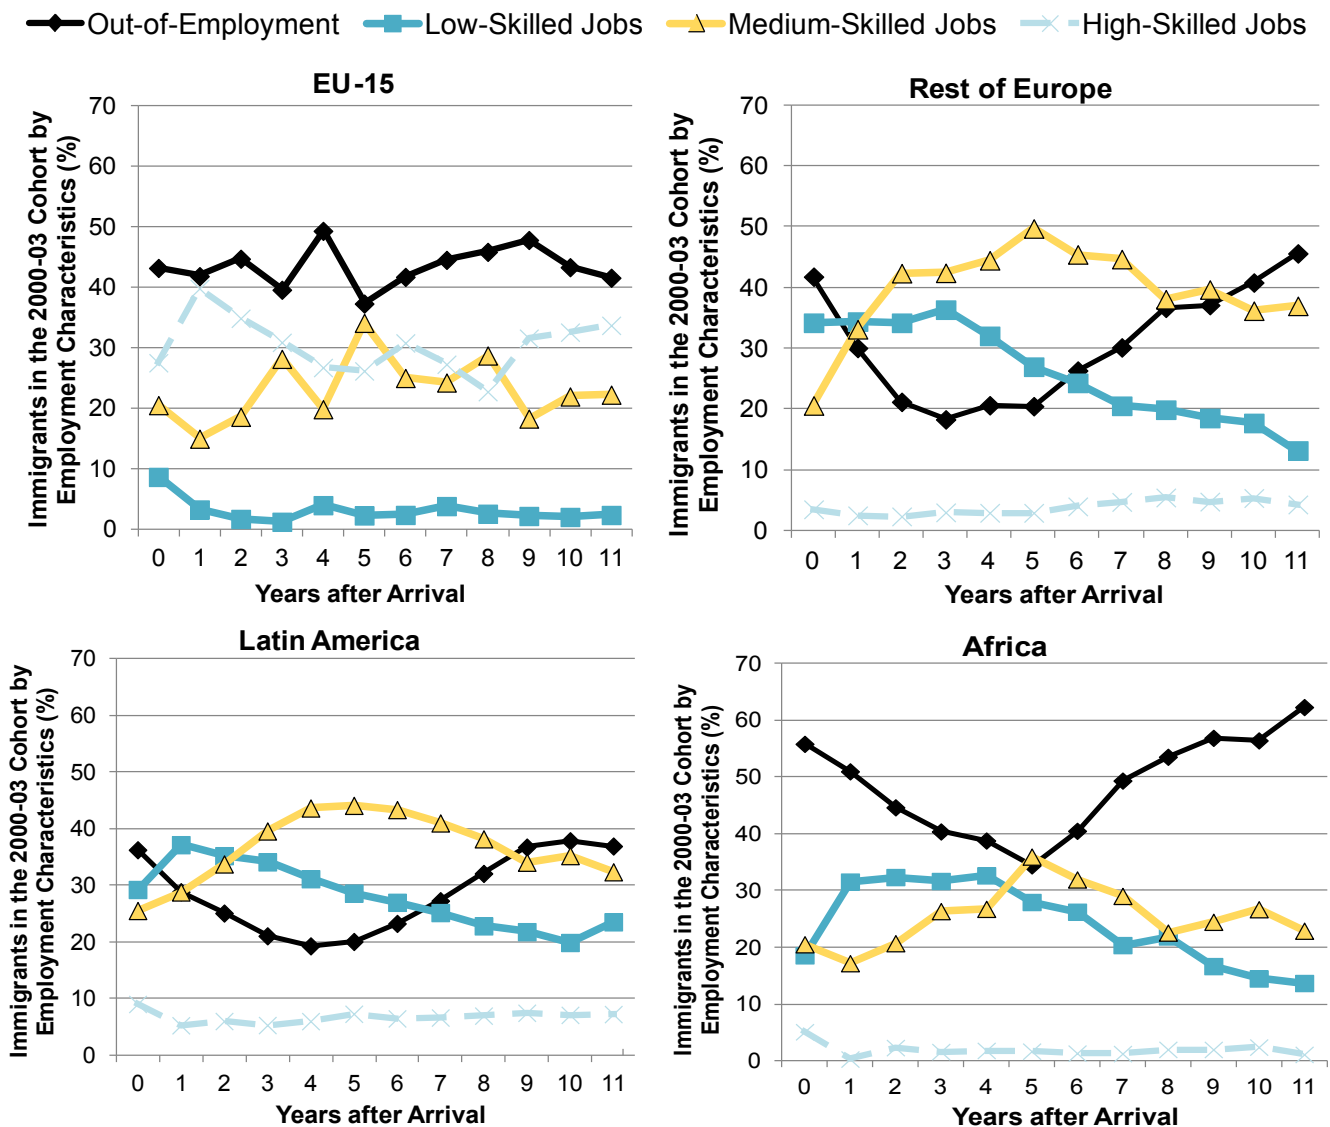 Out-of-Employment Low-Skilled Jobs Medium-Skilled Jobs High-Skilled Jobs
EU-15
Immigrants in the 2000-03 Cohort by
Employment Characteristics (%)
70
60
50
40
30
20
10
0
0 1 2 3 4 5 6 7 8 9 10 11
Years after Arrival
Rest of Europe
Immigrants in the 2000-03 Cohort by
Employment Characteristics (%)
70
60
50
40
30
20
10
0
0 1 2 3 4 5 6 7 8 9 10 11
Years after Arrival
Latin America
Immigrants in the 2000-03 Cohort by
Employment Characteristics (%)
70
60
50
40
30
20
10
0
0 1 2 3 4 5 6 7 8 9 10 11
Years after Arrival
Africa
Immigrants in the 2000-03 Cohort by
Employment Characteristics (%)
70
60
50
40
30
20
10
0
0 1 2 3 4 5 6 7 8 9 10 11
Years after Arrival